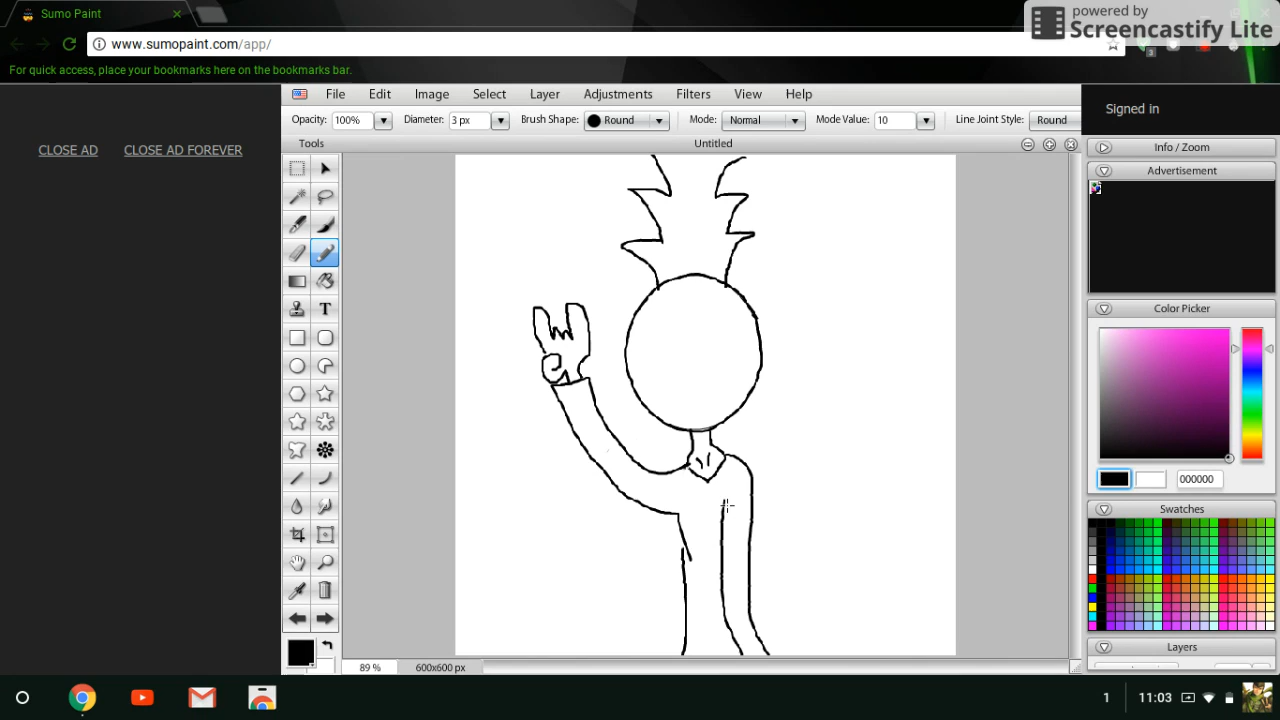 Sumo Paint
powered by
Screencastify Lite
www.sumopaint.com/app/
3
For quick access, place your bookmarks here on the bookmarks bar.
File Edit Image Select Layer Adjustments Filters View Help
Signed in
Opacity: 100% Diameter: 3 px Brush Shape: Round Mode: Normal Mode Value: 10 Line Joint Style: Round
CLOSE AD CLOSE AD FOREVER
Tools
Untitled
Info / Zoom
Advertisement
T
Color Picker
000000
Swatches
Layers
89 % 600x600 px
1 11:03